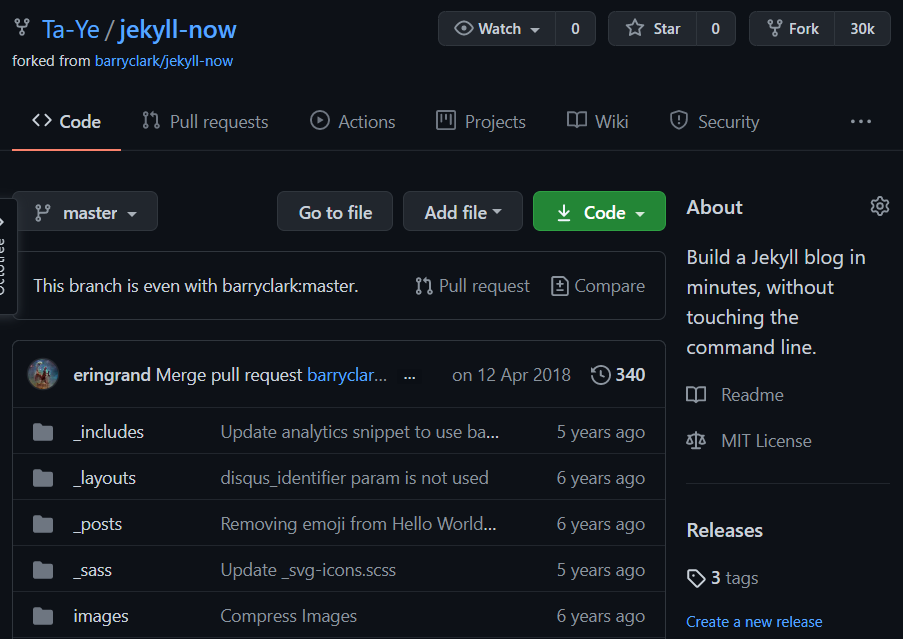 Ta-Ye / jekyll-now
Watch 0
Star 0
Fork 30k
forked from barryclark/jekyll-now
Code
Pull requests
Actions
Projects
Wiki
Security
...
master
Go to file
Add file
Code
Octotree
This branch is even with barryclark:master.
Pull request
Compare
eringrand Merge pull request barryclar... ... on 12 Apr 2018 340
_includes Update analytics snippet to use ba... 5 years ago
_layouts disqus_identifier param is not used 6 years ago
_posts Removing emoji from Hello World... 6 years ago
_sass Update _svg-icons.scss 5 years ago
images Compress Images 6 years ago
About
Build a Jekyll blog in
minutes, without
touching the
command line.
Readme
MIT License
Releases
3 tags
Create a new release